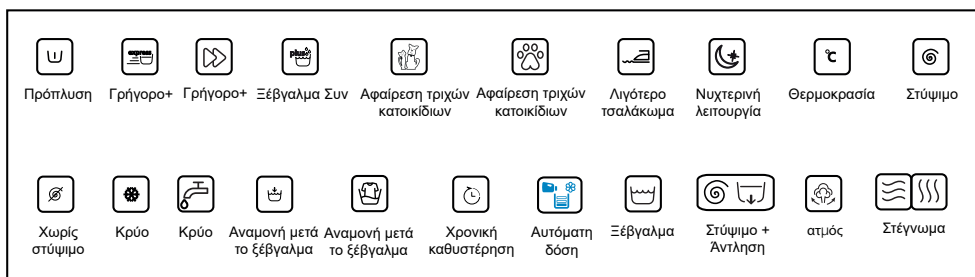 express
plus
℃
Πρόπλυση Γρήγορο+ Γρήγορο+ Ξέβγαλμα Συν Αφαίρεση τριχών Αφαίρεση τριχών Λιγότερο Νυχτερινή Θερμοκρασία Στύψιμο
κατοικίδιων κατοικίδιων τσαλάκωμα λειτουργία
Χωρίς Κρύο Κρύο Αναμονή μετά Αναμονή μετά Χρονική Αυτόματη Ξέβγαλμα Στύψιμο + ατμός Στέγνωμα
στύψιμο το ξέβγαλμα το ξέβγαλμα καθυστέρηση δόση Άντληση